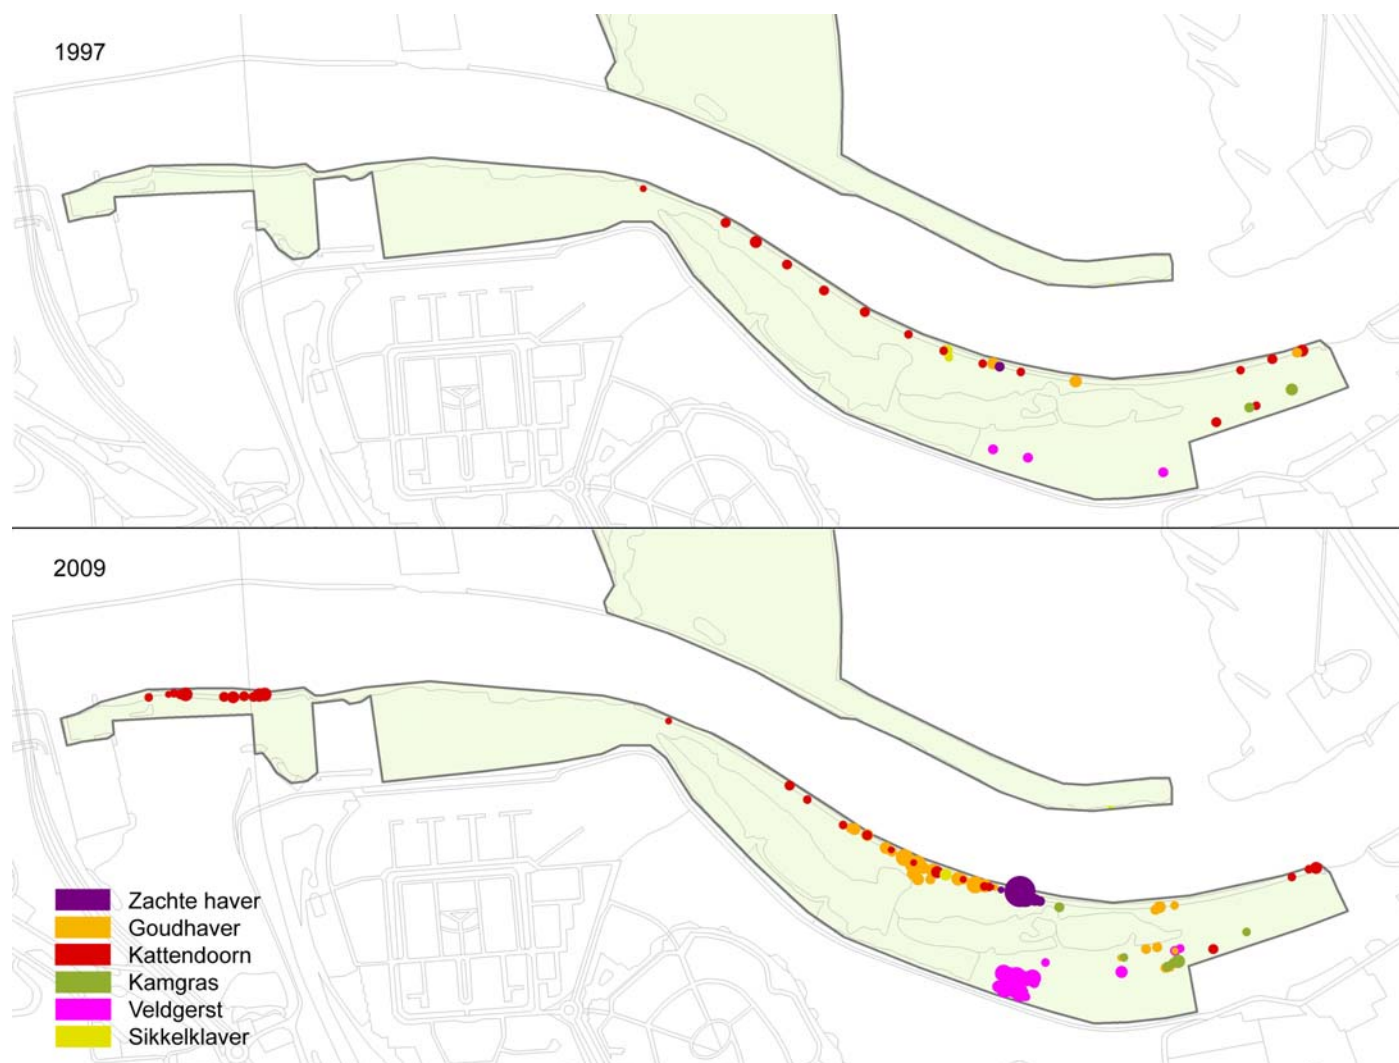 1997
2009
Zachte haver
Goudhaver
Kattendoorn
Kamgras
Veldgerst
Sikkelklaver